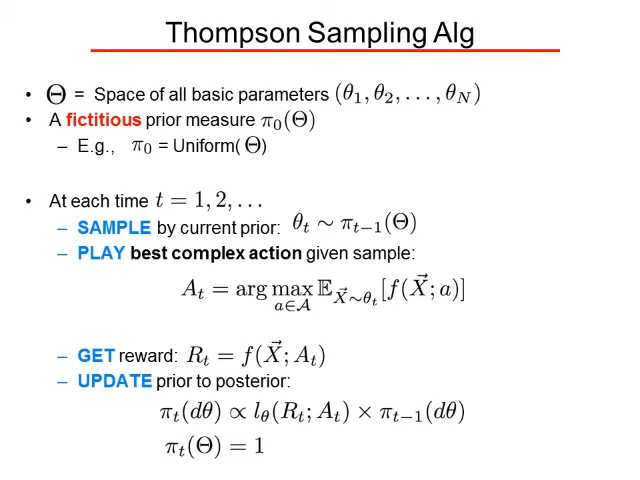 Thompson Sampling Alg
• Θ = Space of all basic parameters (θ₁, θ₂, . . . , θ_N)
• A fictitious prior measure π₀(Θ)
– E.g., π₀ = Uniform( Θ)
• At each time t = 1, 2, . . .
– SAMPLE by current prior: θ_t ∼ π_{t−1}(Θ)
– PLAY best complex action given sample:
A_t = arg max_{a∈𝒜} 𝔼_{X⃗∼θ_t}[f(X⃗; a)]
– GET reward: R_t = f(X⃗; A_t)
– UPDATE prior to posterior:
π_t(dθ) ∝ l_θ(R_t; A_t) × π_{t−1}(dθ)
π_t(Θ) = 1